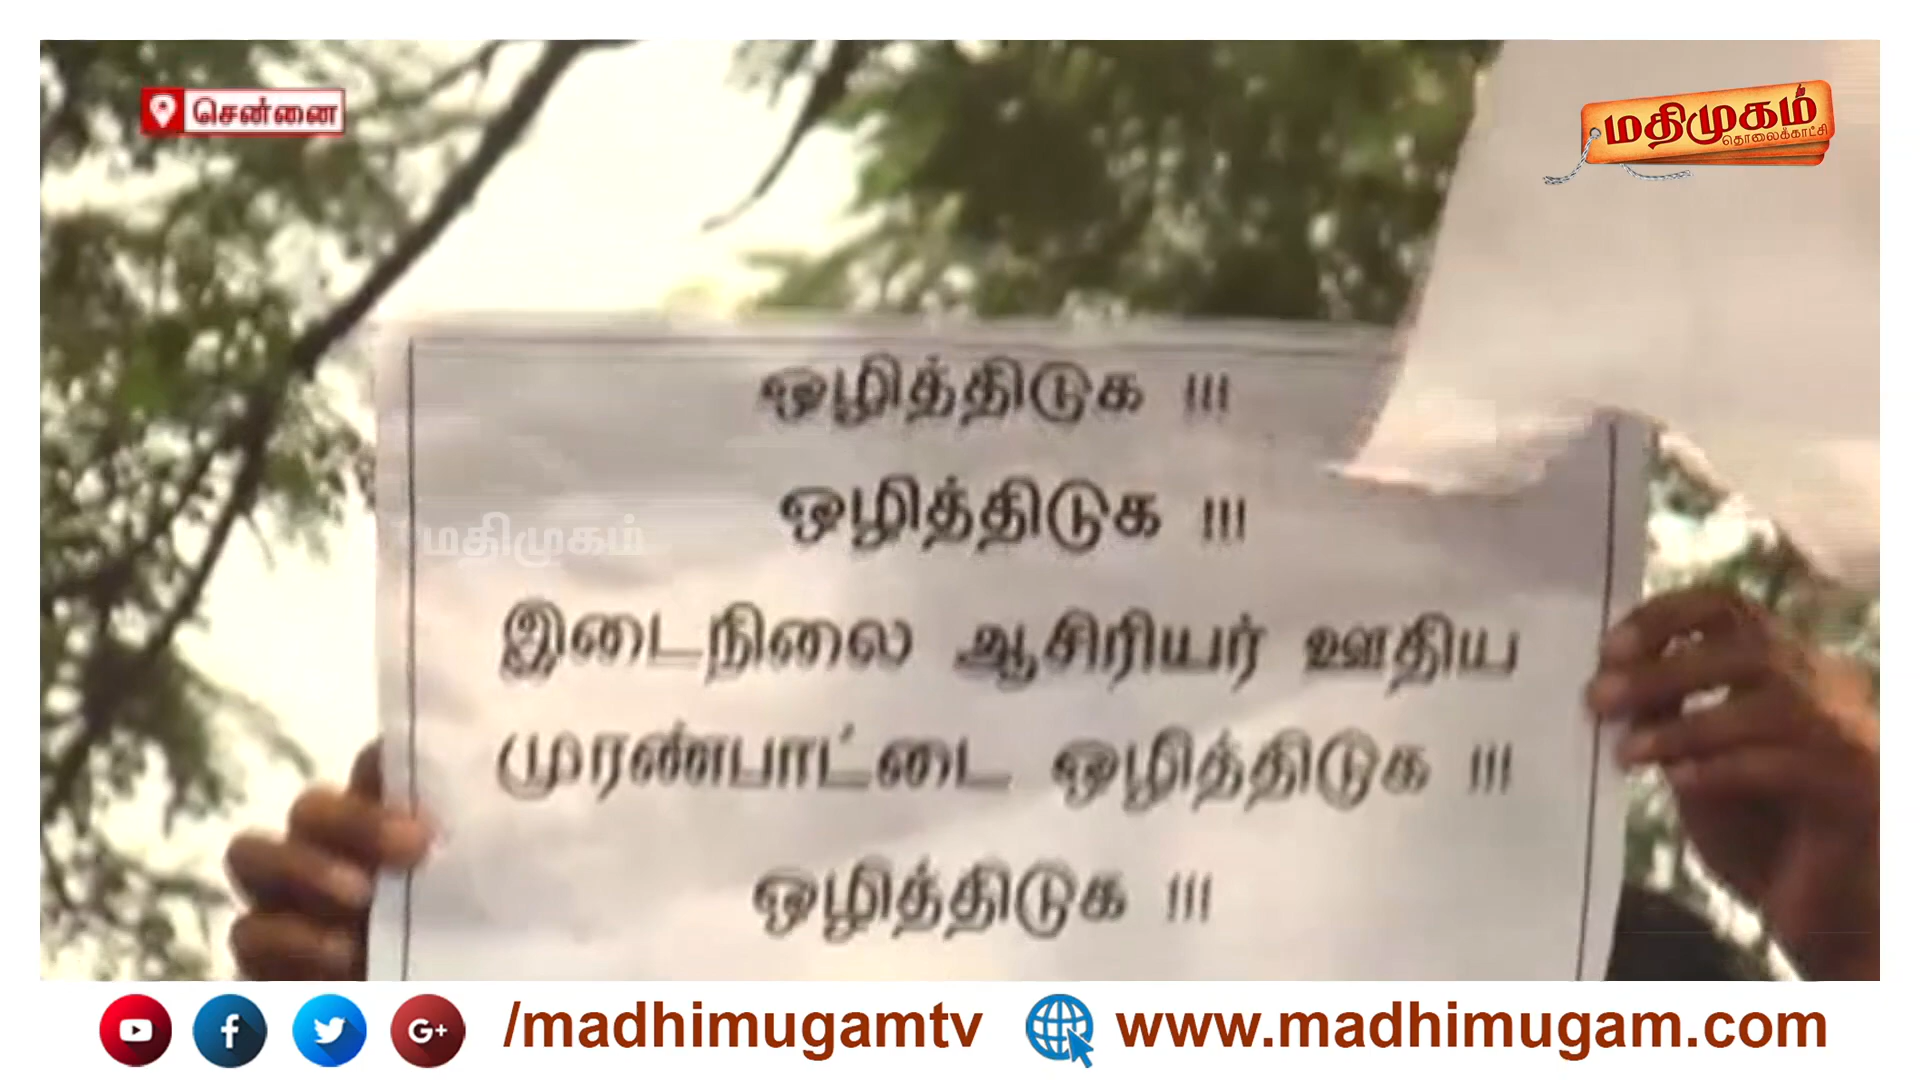 சென்னை
மதிமுகம்
தொலைக்காட்சி
ஒழித்திடுக !!!
ஒழித்திடுக !!!
மதிமுகம்
இடைநிலை ஆசிரியர் ஊதிய
முரண்பாட்டை ஒழித்திடுக !!!
ஒழித்திடுக !!!
/madhimugamtv www.madhimugam.com